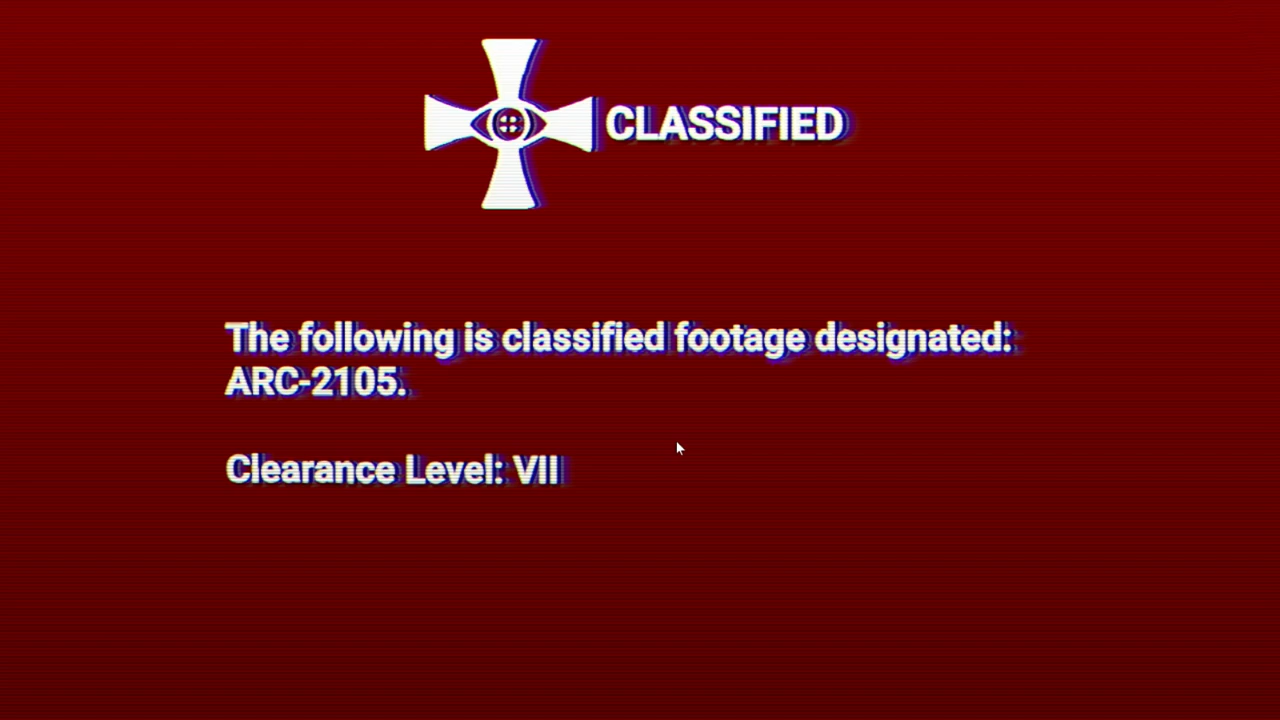 CLASSIFIED
The following is classified footage designated:
ARC-2105.
Clearance Level: VII